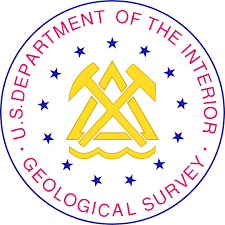 U.S. DEPARTMENT OF THE INTERIOR
GEOLOGICAL SURVEY